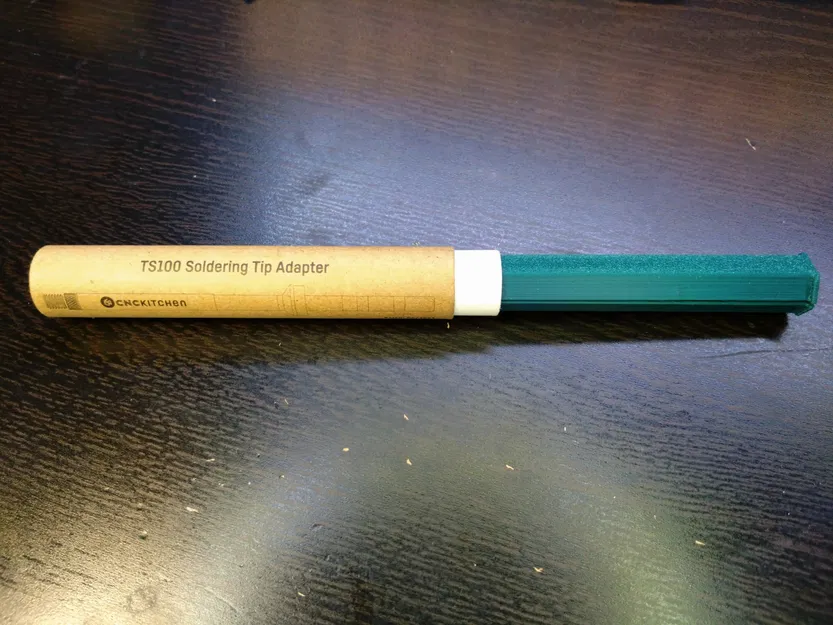 TS100 Soldering Tip Adapter
CNCKITCHEN